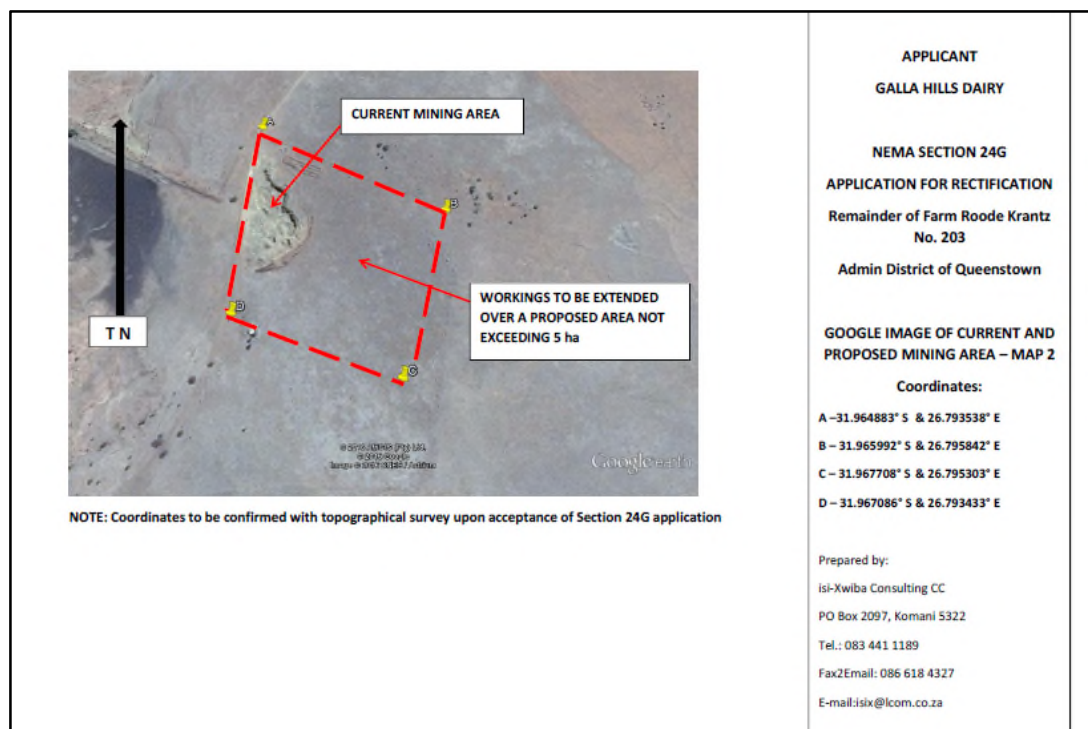 CURRENT MINING AREA
A
B
WORKINGS TO BE EXTENDED
OVER A PROPOSED AREA NOT
EXCEEDING 5 ha
D
T N
C
Google earth
NOTE: Coordinates to be confirmed with topographical survey upon acceptance of Section 24G application
APPLICANT
GALLA HILLS DAIRY
NEMA SECTION 24G
APPLICATION FOR RECTIFICATION
Remainder of Farm Roode Krantz
No. 203
Admin District of Queenstown
GOOGLE IMAGE OF CURRENT AND
PROPOSED MINING AREA – MAP 2
Coordinates:
A –31.964883° S & 26.793538° E
B – 31.965992° S & 26.795842° E
C – 31.967708° S & 26.795303° E
D – 31.967086° S & 26.793433° E
Prepared by:
isi-Xwiba Consulting CC
PO Box 2097, Komani 5322
Tel.: 083 441 1189
Fax2Email: 086 618 4327
E-mail:isix@lcom.co.za